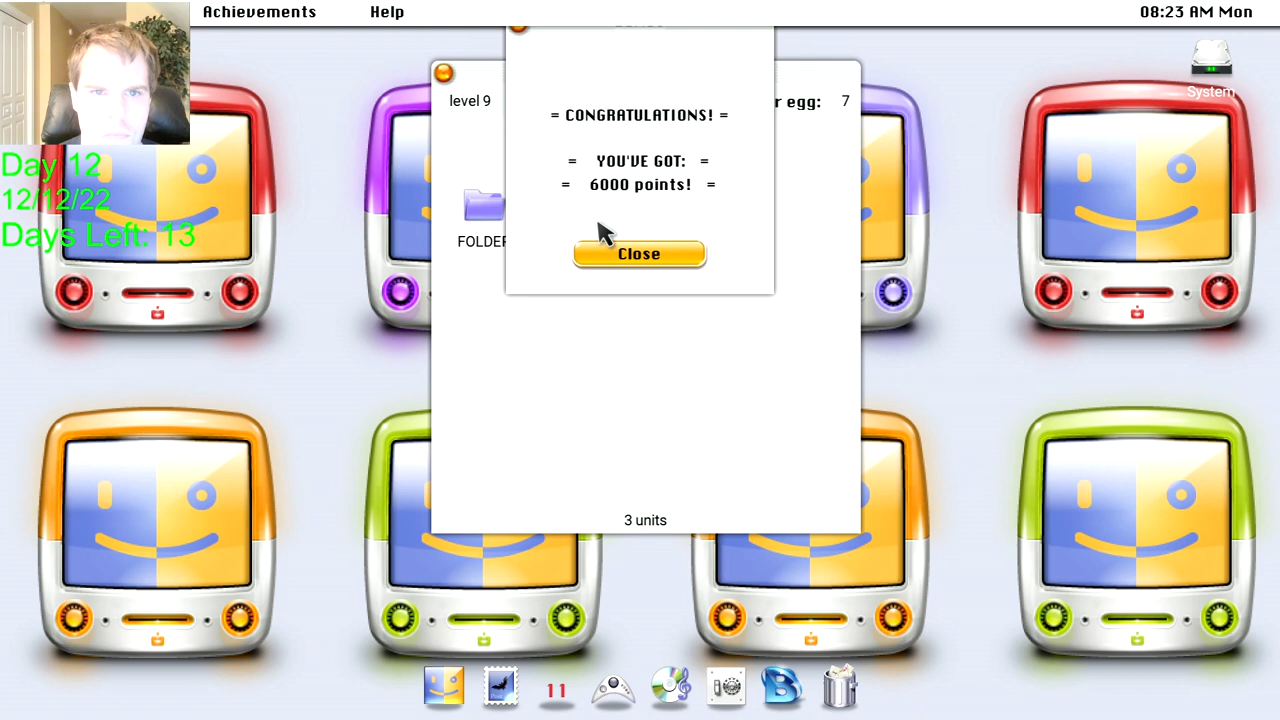 Achievements Help 08:23 AM Mon
System
level 9 r egg: 7
= CONGRATULATIONS! =
= YOU'VE GOT: =
= 6000 points! =
Day 12
12/12/22
Days Left: 13
FOLDER
Close
3 units
11